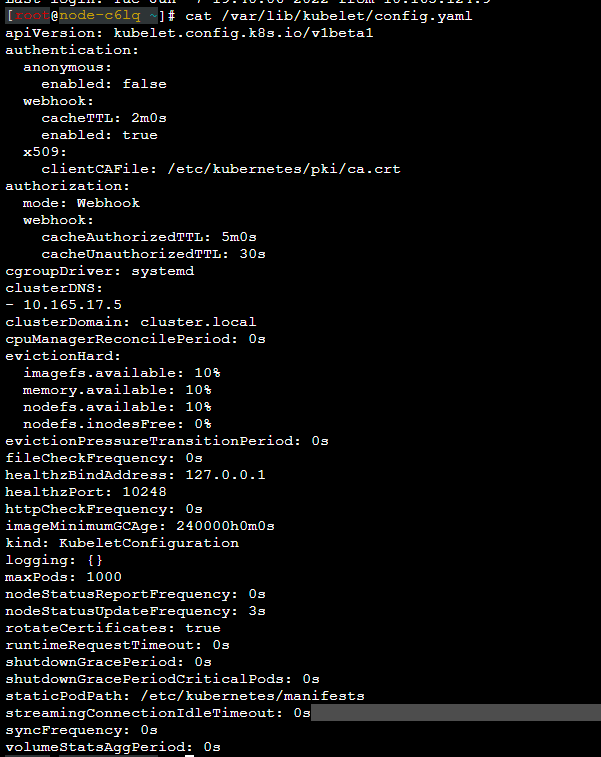 [root@node-c6lq ~]# cat /var/lib/kubelet/config.yaml
apiVersion: kubelet.config.k8s.io/v1beta1
authentication:
  anonymous:
    enabled: false
  webhook:
    cacheTTL: 2m0s
    enabled: true
  x509:
    clientCAFile: /etc/kubernetes/pki/ca.crt
authorization:
  mode: Webhook
  webhook:
    cacheAuthorizedTTL: 5m0s
    cacheUnauthorizedTTL: 30s
cgroupDriver: systemd
clusterDNS:
- 10.165.17.5
clusterDomain: cluster.local
cpuManagerReconcilePeriod: 0s
evictionHard:
  imagefs.available: 10%
  memory.available: 10%
  nodefs.available: 10%
  nodefs.inodesFree: 0%
evictionPressureTransitionPeriod: 0s
fileCheckFrequency: 0s
healthzBindAddress: 127.0.0.1
healthzPort: 10248
httpCheckFrequency: 0s
imageMinimumGCAge: 240000h0m0s
kind: KubeletConfiguration
logging: {}
maxPods: 1000
nodeStatusReportFrequency: 0s
nodeStatusUpdateFrequency: 3s
rotateCertificates: true
runtimeRequestTimeout: 0s
shutdownGracePeriod: 0s
shutdownGracePeriodCriticalPods: 0s
staticPodPath: /etc/kubernetes/manifests
streamingConnectionIdleTimeout: 0s
syncFrequency: 0s
volumeStatsAggPeriod: 0s